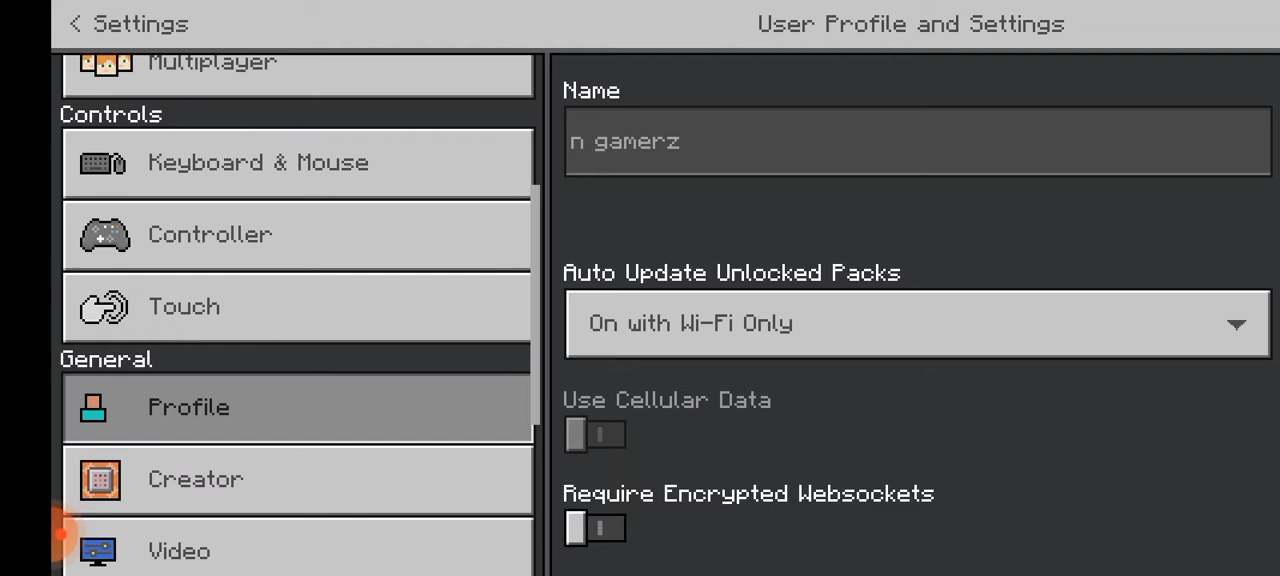 Settings
User Profile and Settings
Multiplayer
Controls
Keyboard & Mouse
Controller
Touch
General
Profile
Creator
Video
Name
n gamerz
Auto Update Unlocked Packs
On with Wi-Fi Only
Use Cellular Data
Require Encrypted Websockets